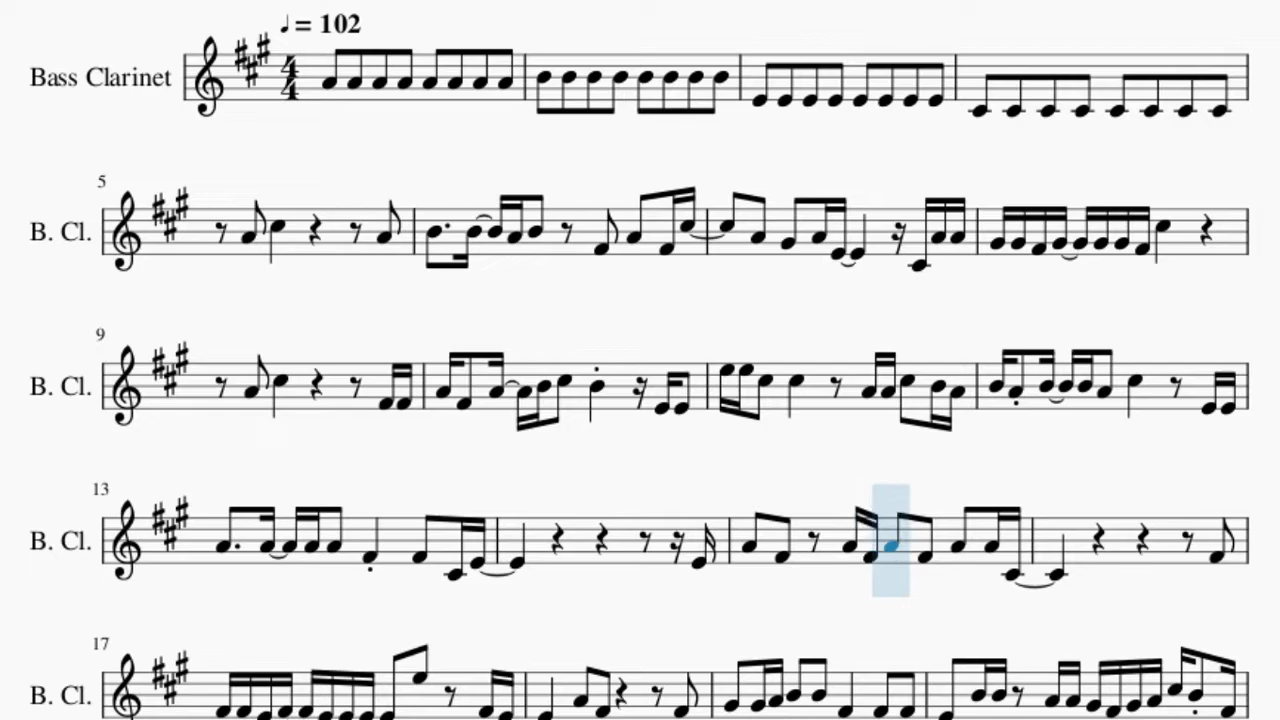 ♩ = 102
Bass Clarinet
4
4
5
B. Cl.
9
B. Cl.
13
B. Cl.
17
B. Cl.